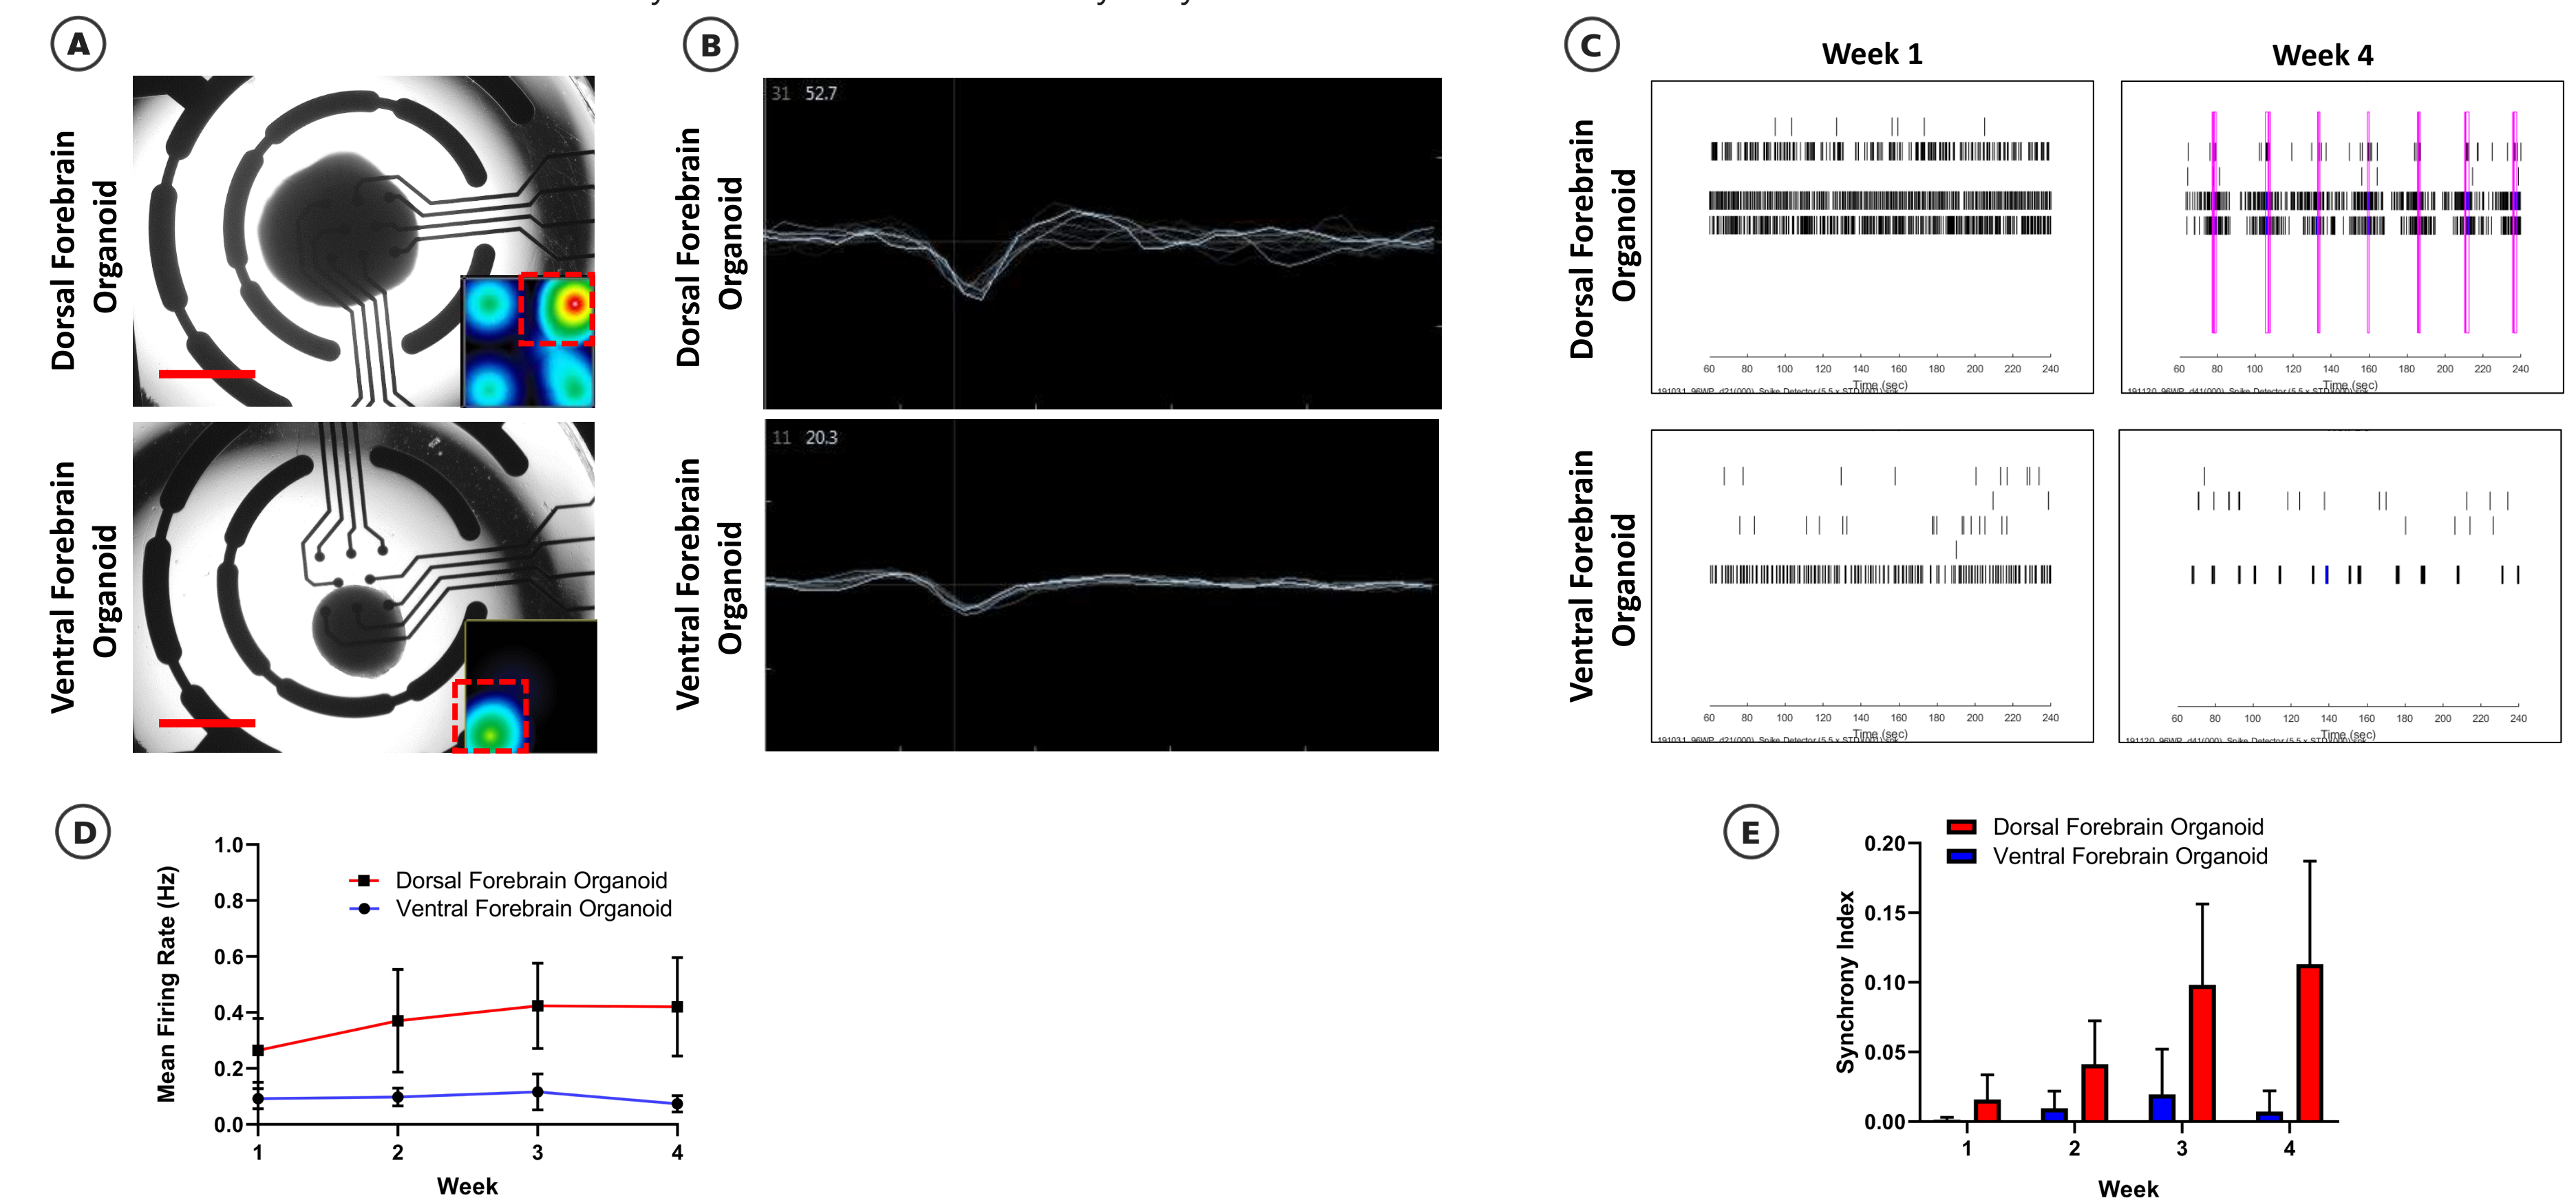 A
B
C
Week 1
Week 4
Dorsal Forebrain
Organoid
31 52.7
Dorsal Forebrain
Organoid
Dorsal Forebrain
Organoid
60 80 100 120 140 160 180 200 220 240
Time (sec)
60 80 100 120 140 160 180 200 220 240
Time (sec)
Ventral Forebrain
Organoid
11 20.3
Ventral Forebrain
Organoid
Ventral Forebrain
Organoid
60 80 100 120 140 160 180 200 220 240
Time (sec)
60 80 100 120 140 160 180 200 220 240
Time (sec)
D
Mean Firing Rate (Hz)
1.0
0.8
0.6
0.4
0.2
0.0
Dorsal Forebrain Organoid
Ventral Forebrain Organoid
1 2 3 4
Week
E
Dorsal Forebrain Organoid
Ventral Forebrain Organoid
Synchrony Index
0.20
0.15
0.10
0.05
0.00
1 2 3 4
Week